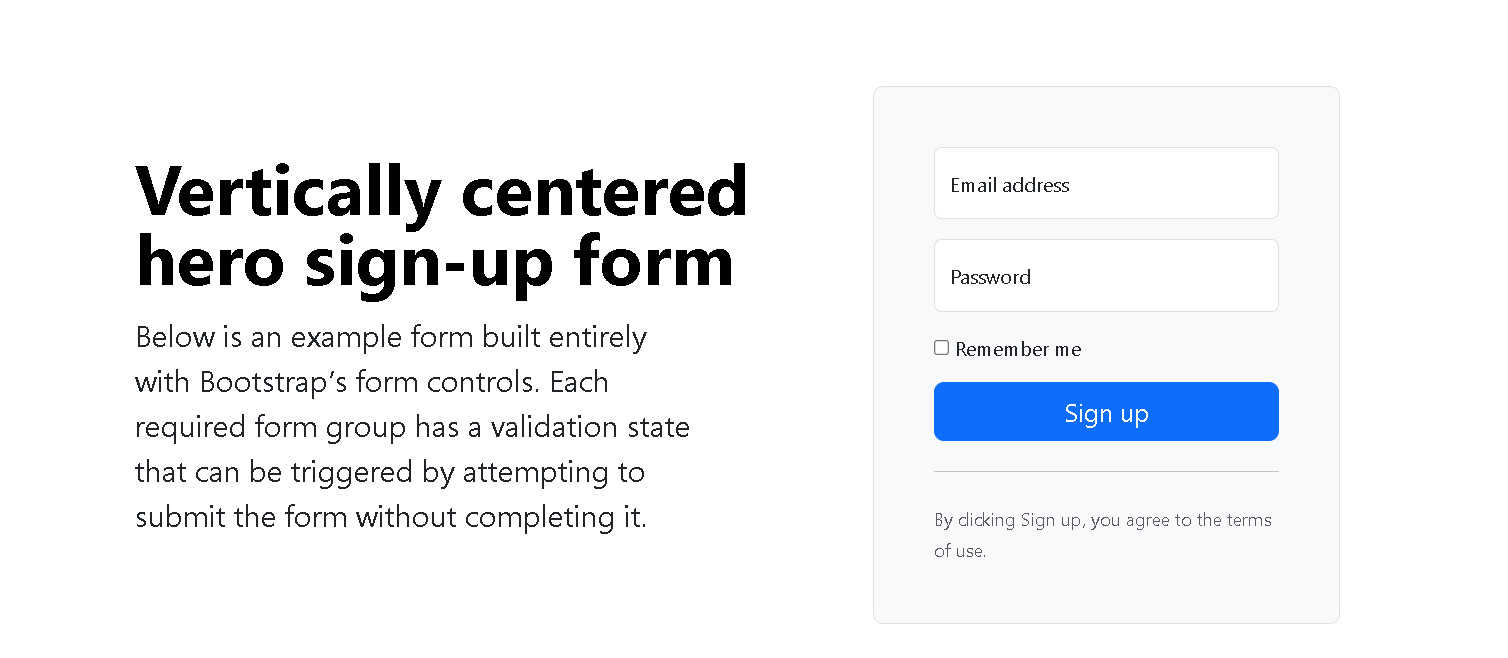 Vertically centered
hero sign-up form
Below is an example form built entirely
with Bootstrap’s form controls. Each
required form group has a validation state
that can be triggered by attempting to
submit the form without completing it.
Email address
Password
Remember me
Sign up
By clicking Sign up, you agree to the terms
of use.